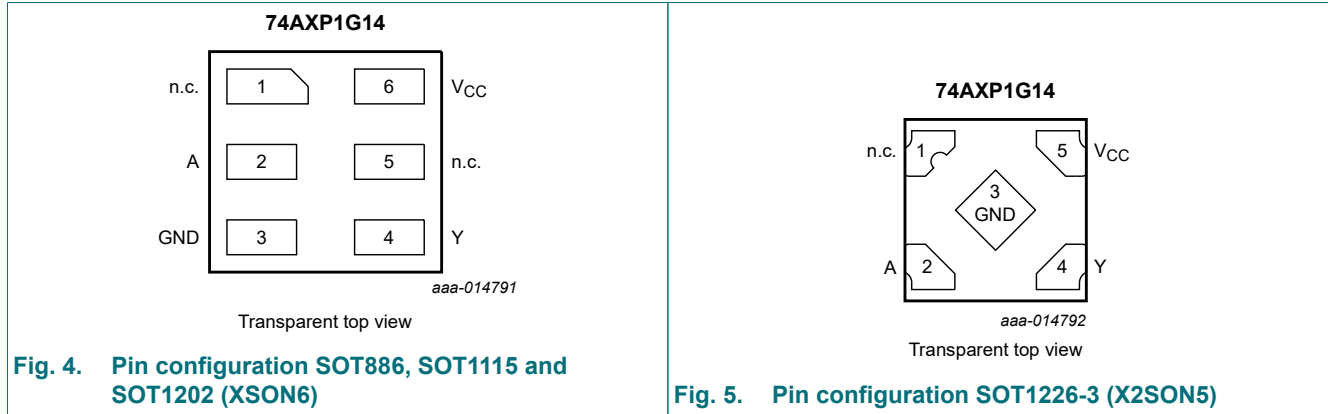 74AXP1G14
n.c. 1 6 VCC
A 2 5 n.c.
GND 3 4 Y
aaa-014791
Transparent top view
Fig. 4. Pin configuration SOT886, SOT1115 and
SOT1202 (XSON6)
74AXP1G14
n.c. 1 5 VCC
3
GND
A 2 4 Y
aaa-014792
Transparent top view
Fig. 5. Pin configuration SOT1226-3 (X2SON5)